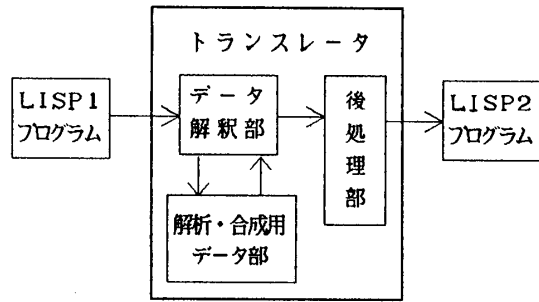 トランスレータ
LISP1
プログラム
データ
解釈部
後処理部
LISP2
プログラム
解析・合成用
データ部